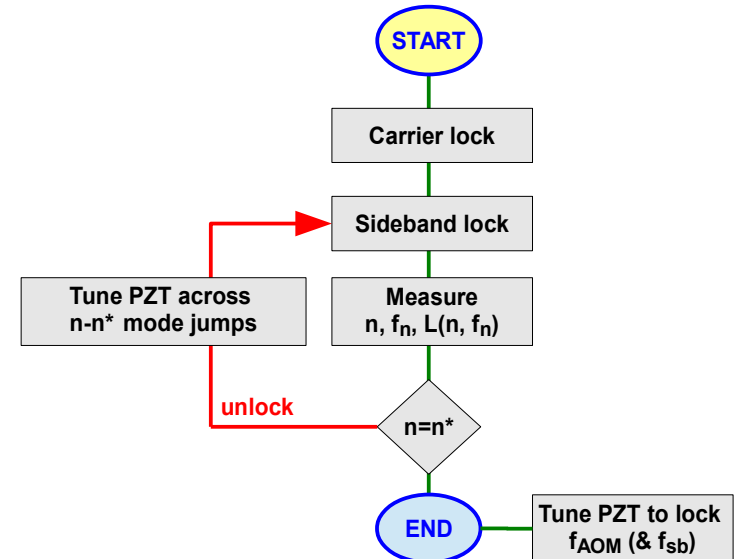 START
Carrier lock
Sideband lock
Tune PZT across
n-n* mode jumps
Measure
n, fn, L(n, fn)
unlock
n=n*
END
Tune PZT to lock
fAOM (& fsb)